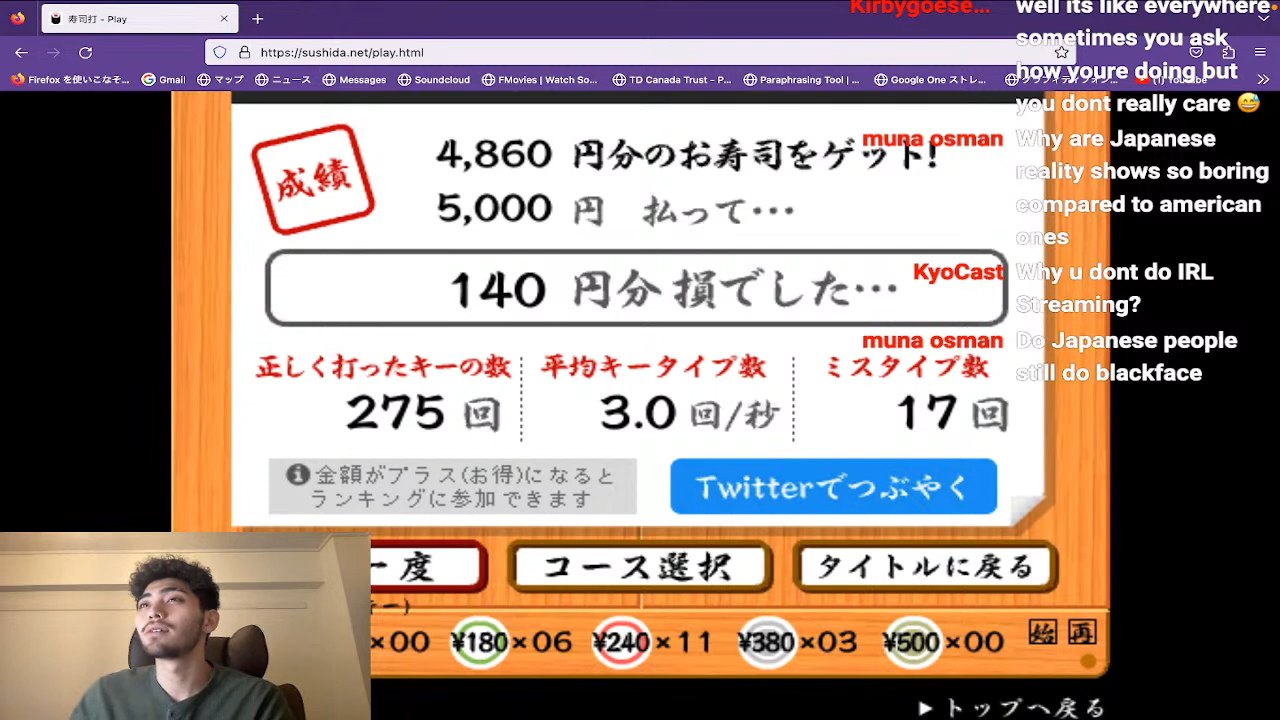 寿司打 - Play
https://sushida.net/play.html
Firefox を使いこなそ...
Gmail
マップ
ニュース
Messages
Soundcloud
FMovies | Watch So...
TD Canada Trust - P...
Paraphrasing Tool |...
Google One ストレ...
成績
4,860 円分のお寿司をゲット!
5,000 円 払って…
140 円分 損でした…
正しく打ったキーの数
平均キータイプ数
ミスタイプ数
275 回
3.0 回/秒
17 回
金額がプラス(お得)になると
ランキングに参加できます
Twitterでつぶやく
一度
コース選択
タイトルに戻る
×00
¥180×06
¥240×11
¥380×03
¥500×00
始
再
▶トップへ戻る
Kirbygoese...
well its like everywhere
sometimes you ask
how youre doing but
you dont really care 😅
muna osman
Why are Japanese
reality shows so boring
compared to american
ones
KyoCast
Why u dont do IRL
Streaming?
muna osman
Do Japanese people
still do blackface